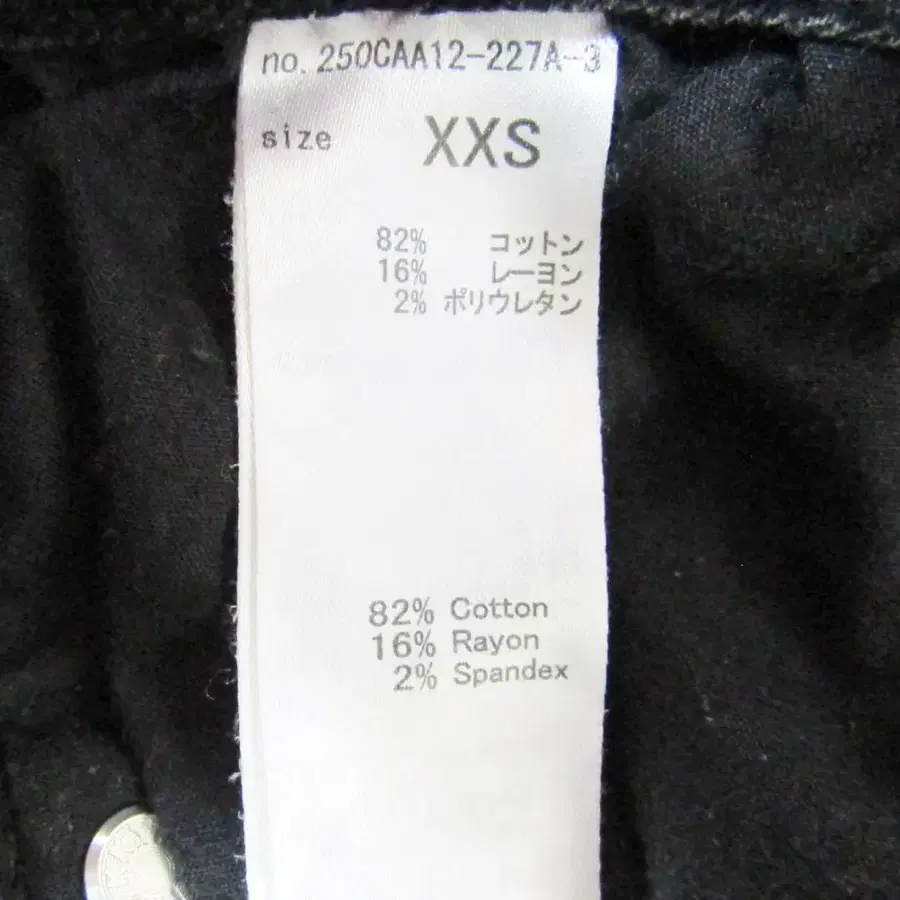 no. 250CAA12-227A-3
size XXS
82% コットン
16% レーヨン
2% ポリウレタン
82% Cotton
16% Rayon
2% Spandex